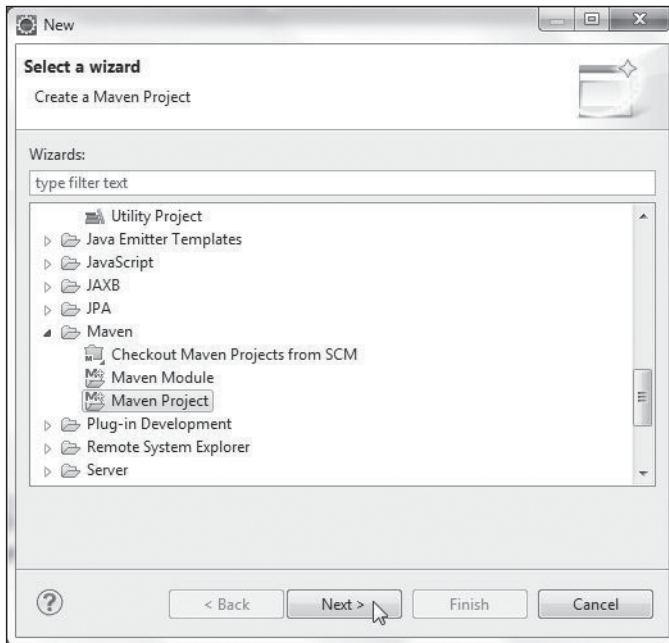 New
Select a wizard
Create a Maven Project
Wizards:
type filter text
Utility Project
Java Emitter Templates
JavaScript
JAXB
JPA
Maven
Checkout Maven Projects from SCM
Maven Module
Maven Project
Plug-in Development
Remote System Explorer
Server
? < Back Next > Finish Cancel